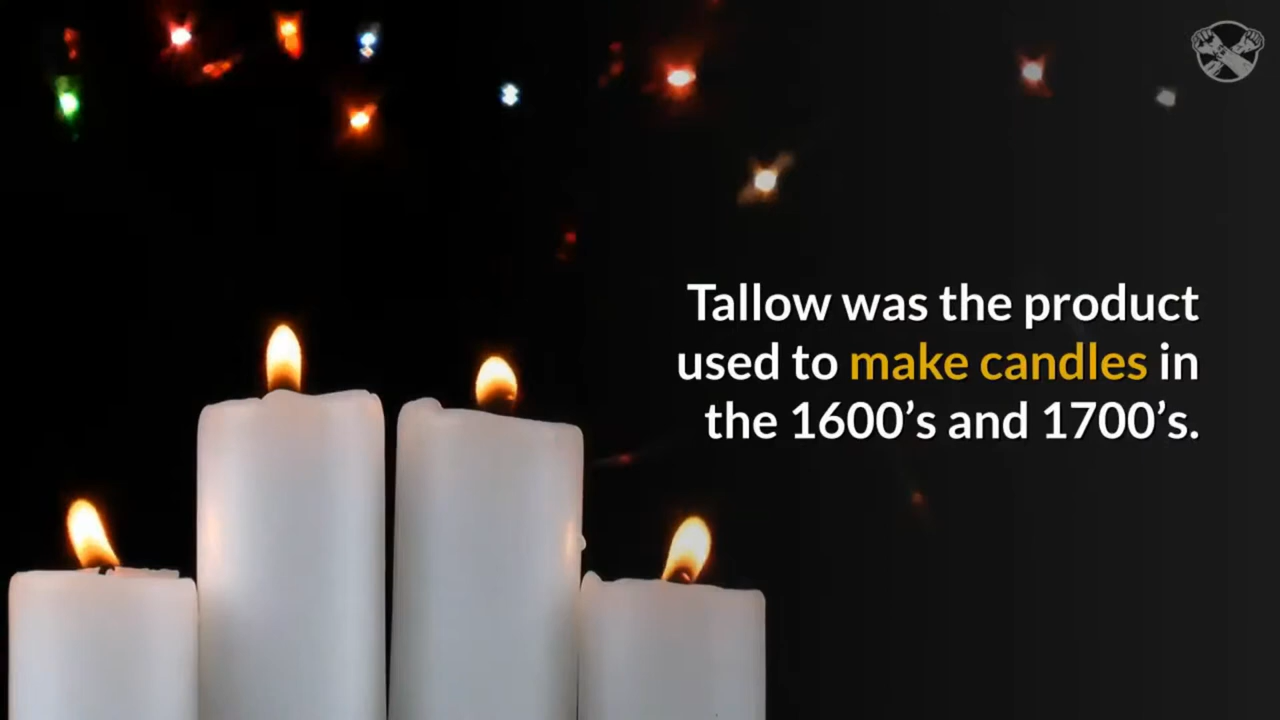 Tallow was the product
used to make candles in
the 1600’s and 1700’s.